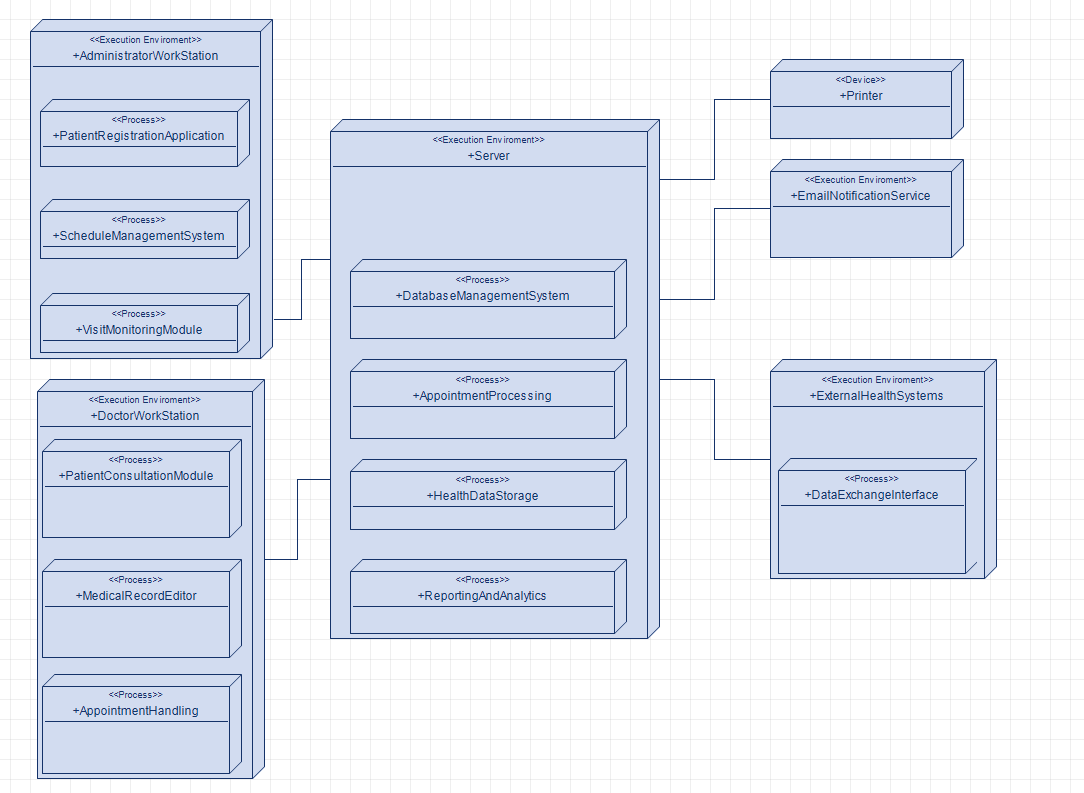 <<Execution Enviroment>>
+AdministratorWorkStation
<<Process>>
+PatientRegistrationApplication
<<Process>>
+ScheduleManagementSystem
<<Process>>
+VisitMonitoringModule
<<Execution Enviroment>>
+DoctorWorkStation
<<Process>>
+PatientConsultationModule
<<Process>>
+MedicalRecordEditor
<<Process>>
+AppointmentHandling
<<Execution Enviroment>>
+Server
<<Process>>
+DatabaseManagementSystem
<<Process>>
+AppointmentProcessing
<<Process>>
+HealthDataStorage
<<Process>>
+ReportingAndAnalytics
<<Device>>
+Printer
<<Execution Enviroment>>
+EmailNotificationService
<<Execution Enviroment>>
+ExternalHealthSystems
<<Process>>
+DataExchangeInterface